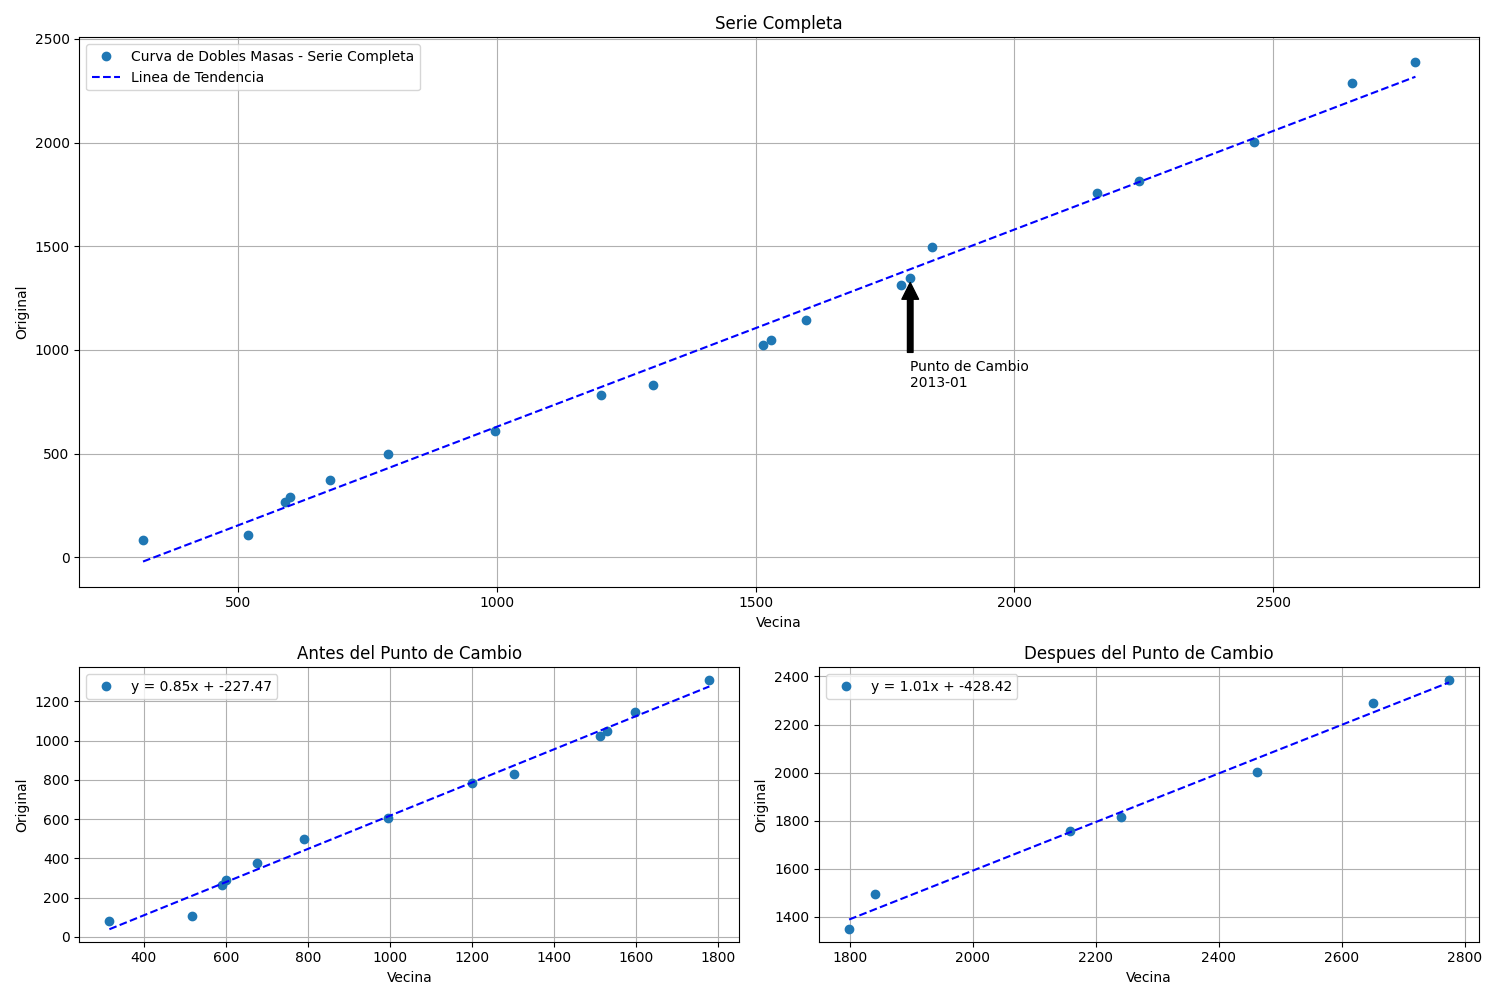 Serie Completa
Curva de Dobles Masas - Serie Completa
Linea de Tendencia
Original
2500
2000
1500
1000
500
0
Punto de Cambio
2013-01
500
1000
1500
2000
2500
Vecina
Antes del Punto de Cambio
y = 0.85x + -227.47
Original
1200
1000
800
600
400
200
0
400
600
800
1000
1200
1400
1600
1800
Vecina
Despues del Punto de Cambio
y = 1.01x + -428.42
Original
2400
2200
2000
1800
1600
1400
1800
2000
2200
2400
2600
2800
Vecina